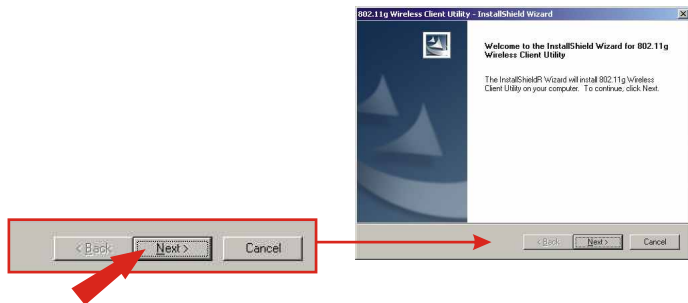 802.11g Wireless Client Utility - InstallShield Wizard
Welcome to the InstallShield Wizard for 802.11g
Wireless Client Utility
The InstallShieldR Wizard will install 802.11g Wireless
Client Utility on your computer. To continue, click Next.
< Back Next > Cancel
< Back Next > Cancel